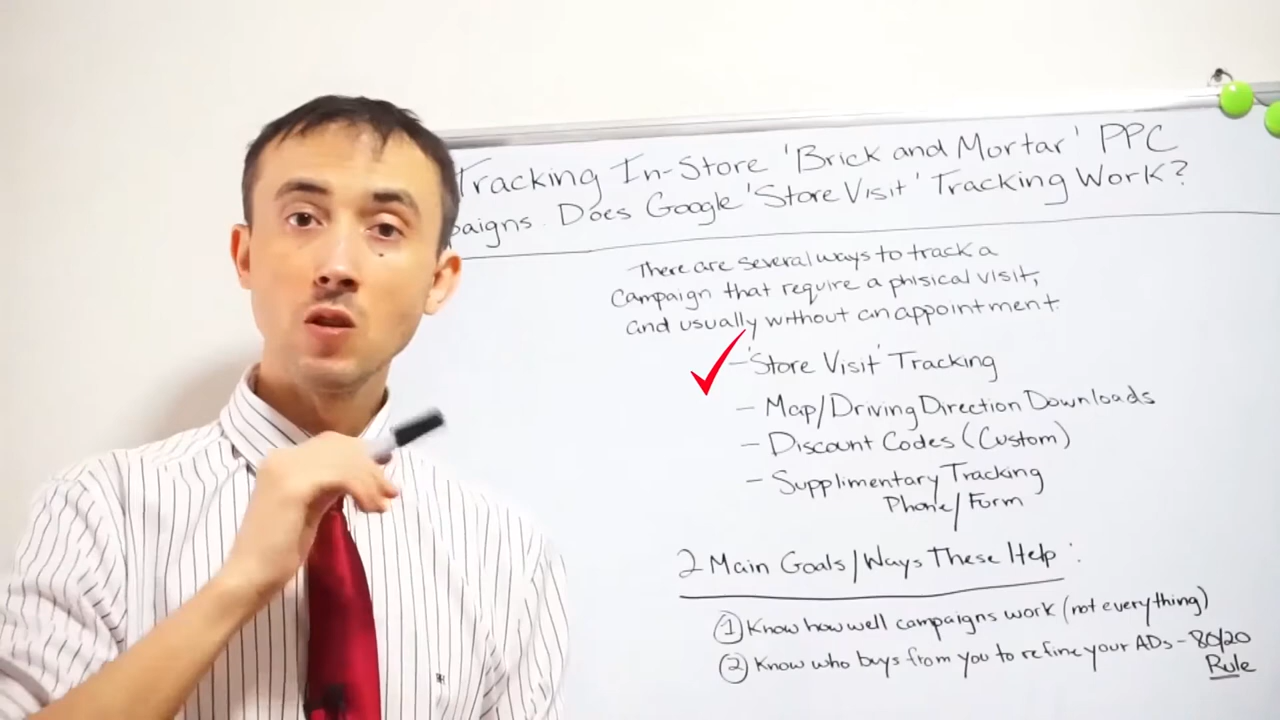 Tracking In-Store 'Brick and Mortar' PPC
paigns. Does Google 'Store Visit' Tracking Work?
There are several ways to track a
Campaign that require a phisical visit,
and usually without an appointment.
- 'Store Visit' Tracking
- Map/Driving Direction Downloads
- Discount Codes (Custom)
- Supplimentary Tracking
Phone/Form
2 Main Goals/Ways These Help :
① Know how well campaigns work (not everything)
② Know who buys from you to refine your ADs - 80/20
Rule